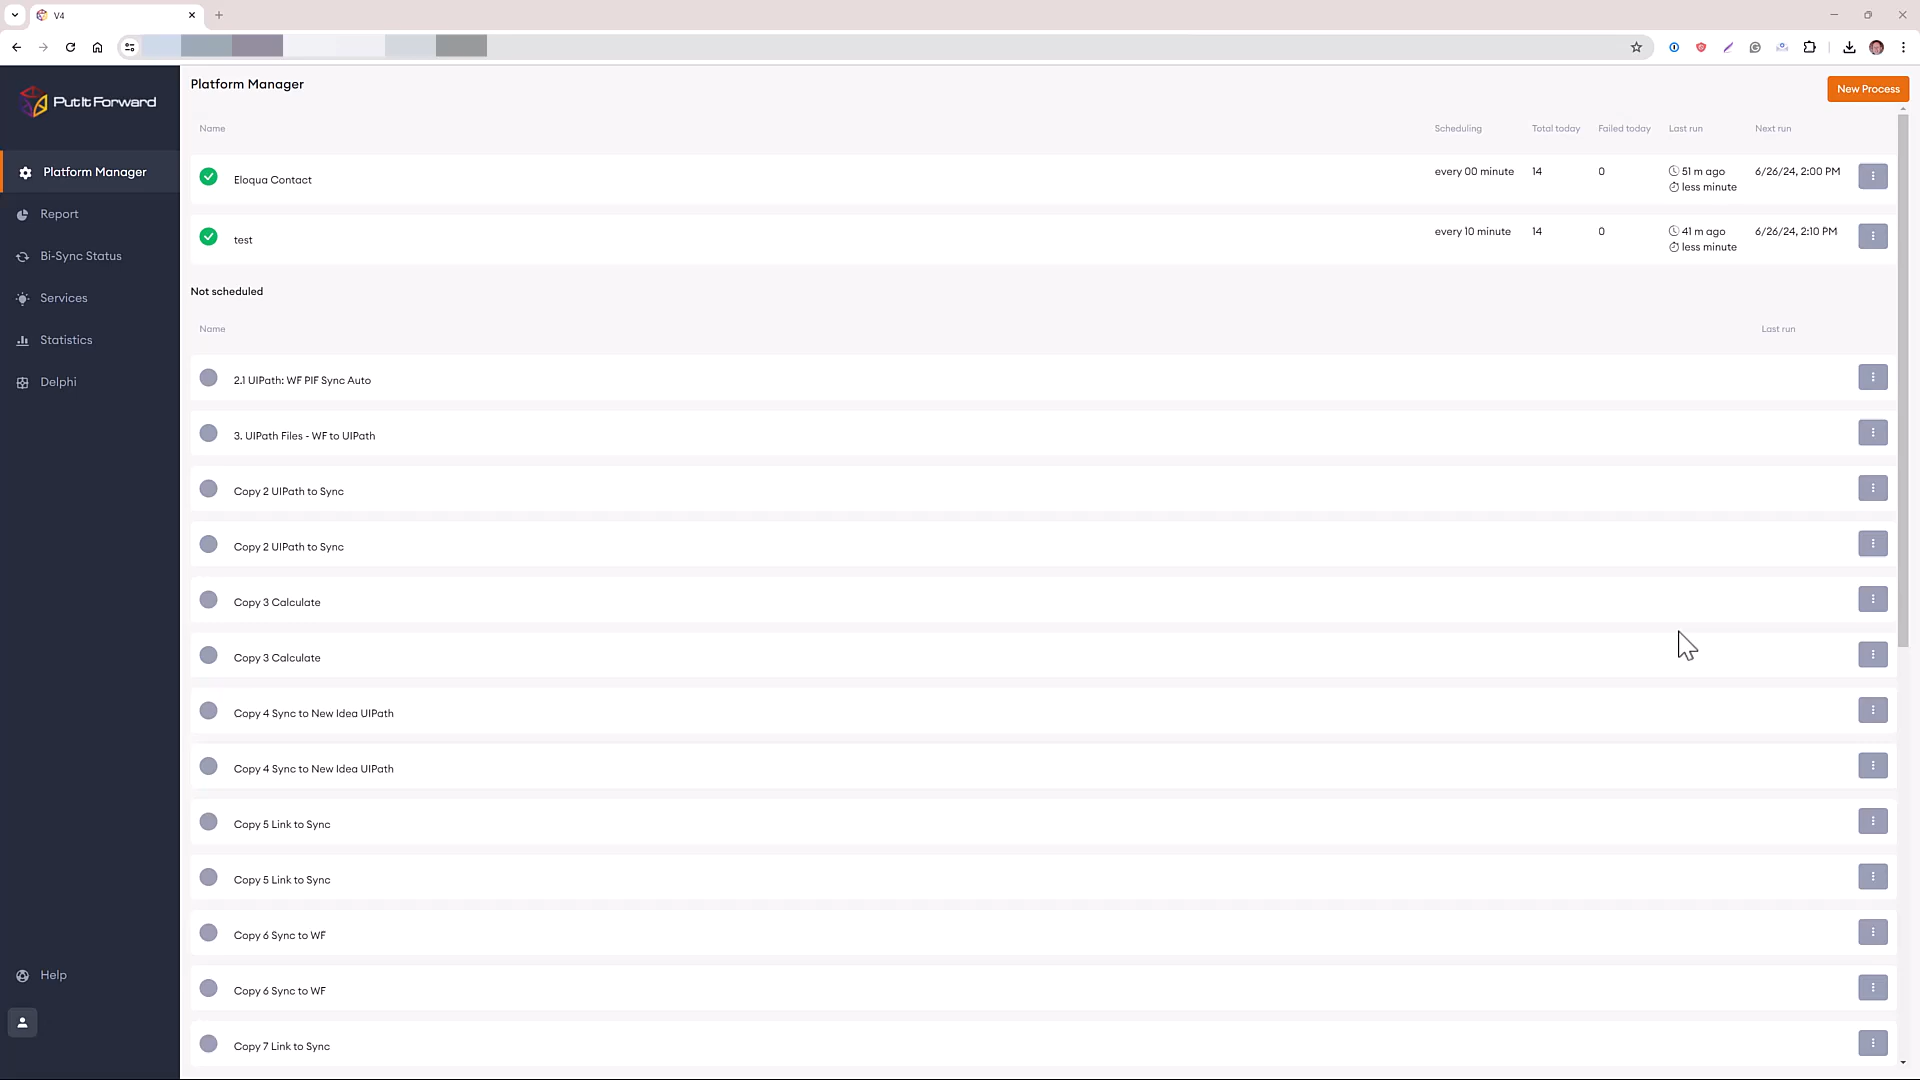 V4
PutItForward
Platform Manager
New Process
Platform Manager
Report
Bi-Sync Status
Services
Statistics
Delphi
Help
Name Scheduling Total today Failed today Last run Next run
Eloqua Contact every 00 minute 14 0 51 m ago 6/26/24, 2:00 PM
less minute
test every 10 minute 14 0 41 m ago 6/26/24, 2:10 PM
less minute
Not scheduled
Name Last run
2.1 UIPath: WF PIF Sync Auto
3. UIPath Files - WF to UIPath
Copy 2 UIPath to Sync
Copy 2 UIPath to Sync
Copy 3 Calculate
Copy 3 Calculate
Copy 4 Sync to New Idea UIPath
Copy 4 Sync to New Idea UIPath
Copy 5 Link to Sync
Copy 5 Link to Sync
Copy 6 Sync to WF
Copy 6 Sync to WF
Copy 7 Link to Sync